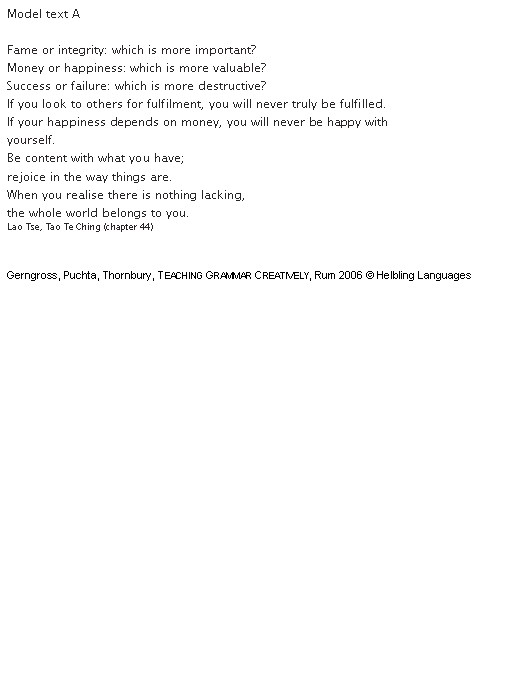 Model text A
Fame or integrity: which is more important?
Money or happiness: which is more valuable?
Success or failure: which is more destructive?
If you look to others for fulfilment, you will never truly be fulfilled.
If your happiness depends on money, you will never be happy with
yourself.
Be content with what you have;
rejoice in the way things are.
When you realise there is nothing lacking,
the whole world belongs to you.
Lao Tse, Tao Te Ching (chapter 44)
Gerngross, Puchta, Thornbury, TEACHING GRAMMAR CREATIVELY, Rum 2006 © Helbling Languages